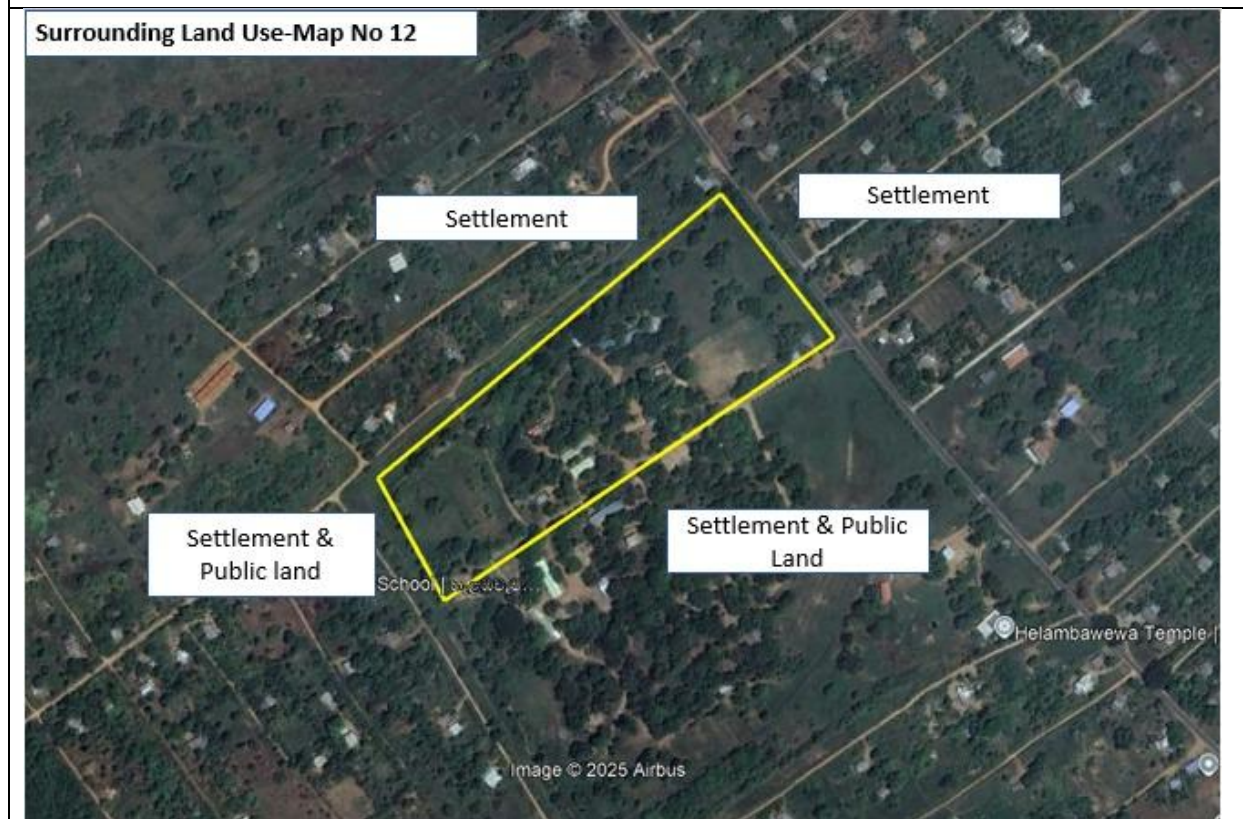 Surrounding Land Use-Map No 12
Settlement
Settlement
Settlement &
Public land
Settlement & Public
Land
School |
Helambawewa Temple |
Image © 2025 Airbus